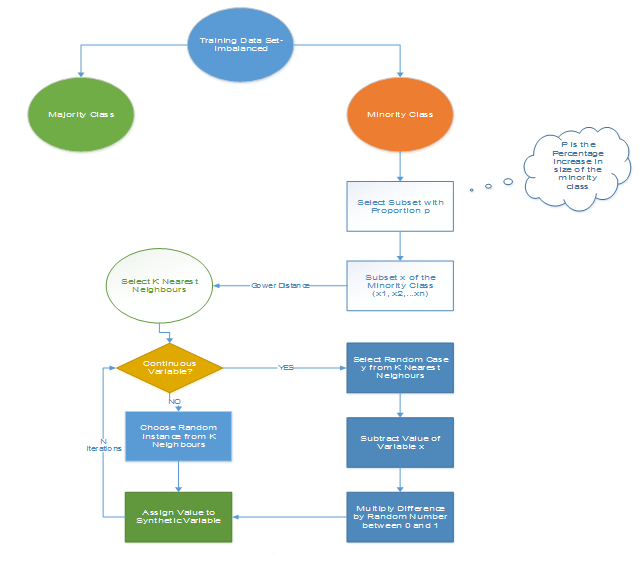 Training Data Set-
Imbalanced
Majority Class
Minority Class
P is the
Percentage
increase in
size of the
minority
class
Select Subset with
Proportion p
Select K Nearest
Neighbours
Gower Distance
Subset x of the
Minority Class
(x1, x2,...xn)
Continuous
Variable?
YES
Select Random Case
y from K Nearest
Neighours
NO
Choose Random
Instance from K
Neighbours
N
iterations
Subtract Value of
Variable x
Assign Value to
Synthetic Variable
Multiply Difference
by Random Number
between 0 and 1